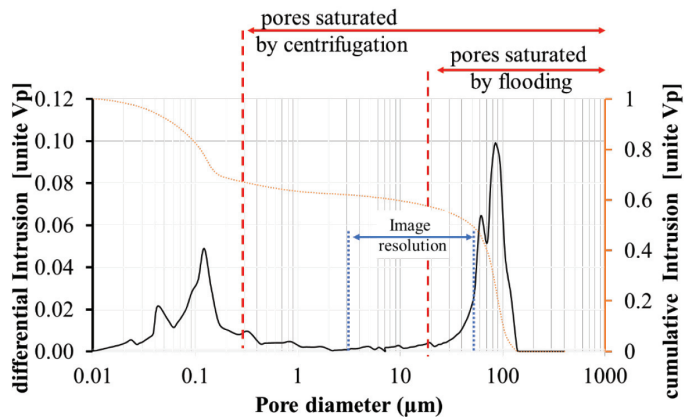 pores saturated
by centrifugation
pores saturated
by flooding
differential Intrusion [unite Vp]
0.12
0.10
0.08
0.06
0.04
0.02
0.00
Image
resolution
1
0.8
0.6
0.4
0.2
0
cumulative Intrusion [unite Vp]
0.01
0.1
1
10
100
1000
Pore diameter (µm)